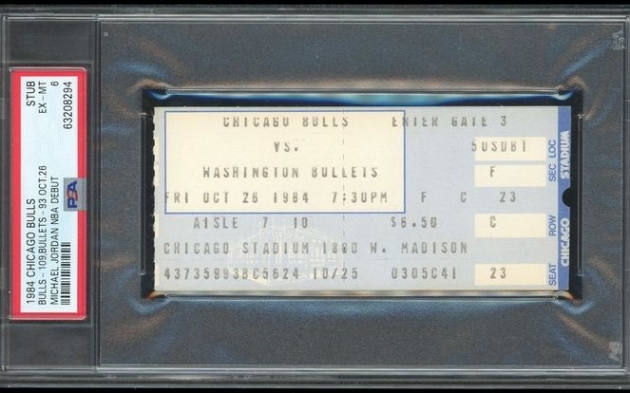 1984 CHICAGO BULLS STUB
BULLS - 109,BULLETS - 93 OCT 26 EX-MT 6
MICHAEL JORDAN NBA DEBUT 63208294
PSA
CHICAGO BULLS ENTER GATE 3
VS. 50SDBT
WASHINGTON BULLETS F
FRI OCT 26 1984 7:30PM F C 23
AISLE 7 10 $6.50 C
CHICAGO STADIUM 1800 W. MADISON
43735993BC5624 10/25 0305C41 23
SEC LOC
ROW
SEAT
CHICAGO STADIUM